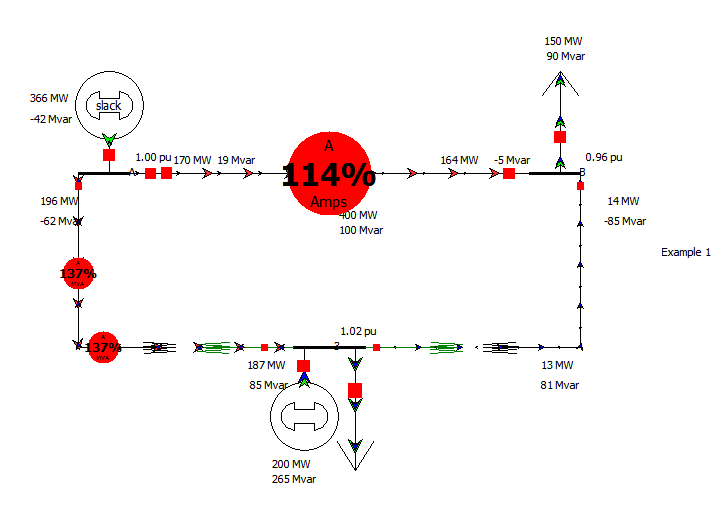 150 MW
90 Mvar
366 MW
-42 Mvar
slack
1.00 pu
A
170 MW 19 Mvar
A
114%
Amps
164 MW -5 Mvar
0.96 pu
B
196 MW
-62 Mvar
400 MW
100 Mvar
14 MW
-85 Mvar
Example 1
A
137%
MVA
A
137%
MVA
1.02 pu
187 MW
85 Mvar
13 MW
81 Mvar
200 MW
265 Mvar